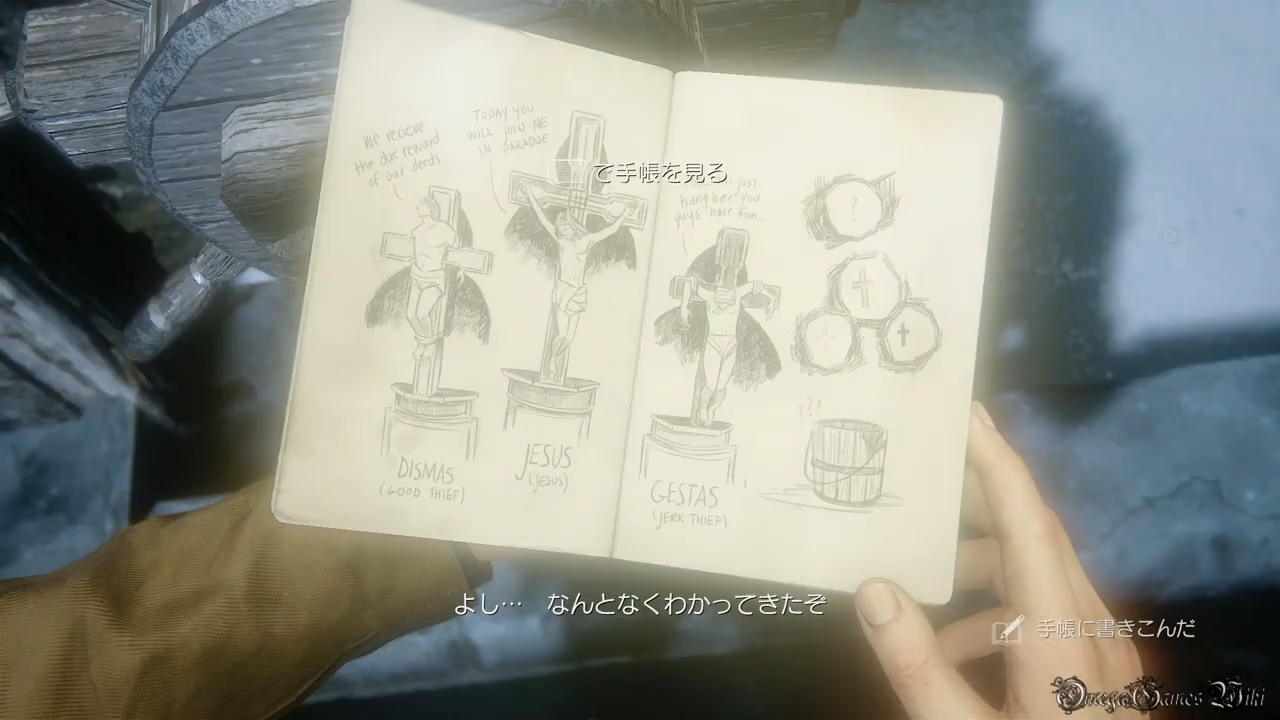 We recieve
the due reward
of our deeds
TODAY YOU
WILL JOIN ME
IN PARADISE
で手帳を見る
just
hang here. You
guys have fun...
?
DISMAS
(GOOD THIEF)
JESUS
(JESUS)
GESTAS
(JERK THIEF)
???
よし… なんとなくわかってきたぞ
手帳に書きこんだ
OmegaGames Wiki